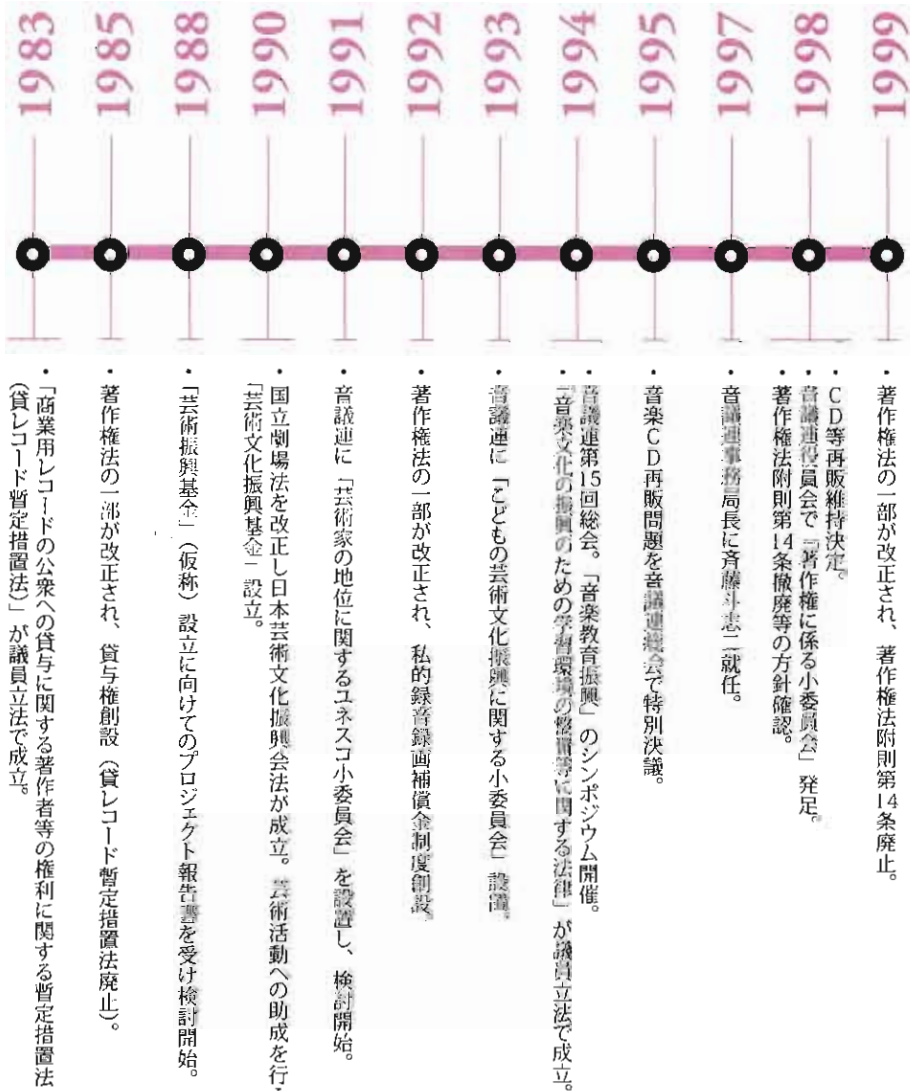 1983
・「商業用レコードの公衆への貸与に関する著作者等の権利に関する暫定措置法
（貸レコード暫定措置法）」が議員立法で成立。
1985
・著作権法の一部が改正され、貸与権創設（貸レコード暫定措置法廃止）。
1988
・「芸術振興基金」（仮称）設立に向けてのプロジェクト報告書を受け検討開始。
1990
・国立劇場法を改正し日本芸術文化振興会法が成立。芸術活動への助成を行
「芸術文化振興基金」設立。
1991
・音議連に「芸術家の地位に関するユネスコ小委員会」を設置し、検討開始。
1992
・著作権法の一部が改正され、私的録音録画補償金制度創設
1993
・音議連に「こどもの芸術文化振興に関する小委員会」設置。
1994
・音議連第15回総会。「音楽教育振興」のシンポジウム開催。
・「音楽文化の振興のための学習環境の整備等に関する法律」が議員立法で成立。
1995
・音楽ＣＤ再販問題を音議連総会で特別決議。
1997
・音議連事務局長に斉藤斗志二就任。
1998
・ＣＤ等再販維持決定。
・音議連役員会で「著作権に係る小委員会」発足。
・著作権法附則第14条撤廃等の方針確認。
1999
・著作権法の一部が改正され、著作権法附則第14条廃止。